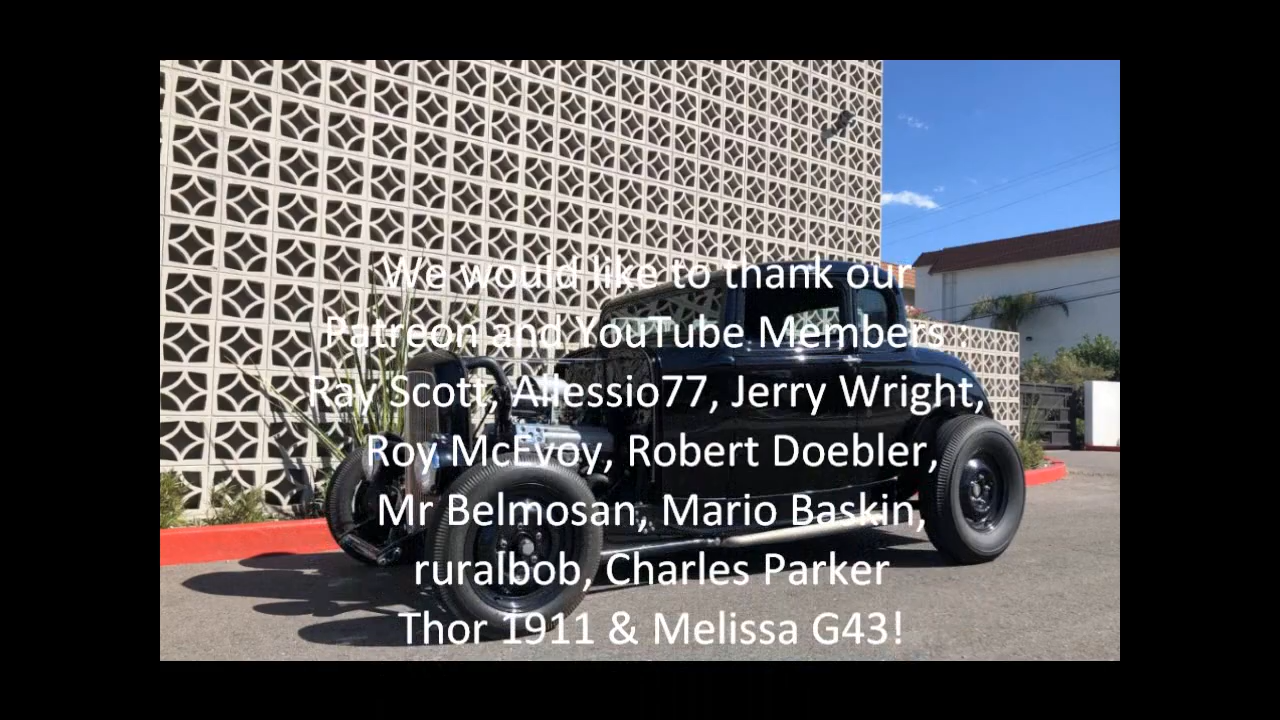 We would like to thank our
Patreon and YouTube Members :
Ray Scott, Allessio77, Jerry Wright,
Roy McEvoy, Robert Doebler,
Mr Belmosan, Mario Baskin,
ruralbob, Charles Parker
Thor 1911 & Melissa G43!